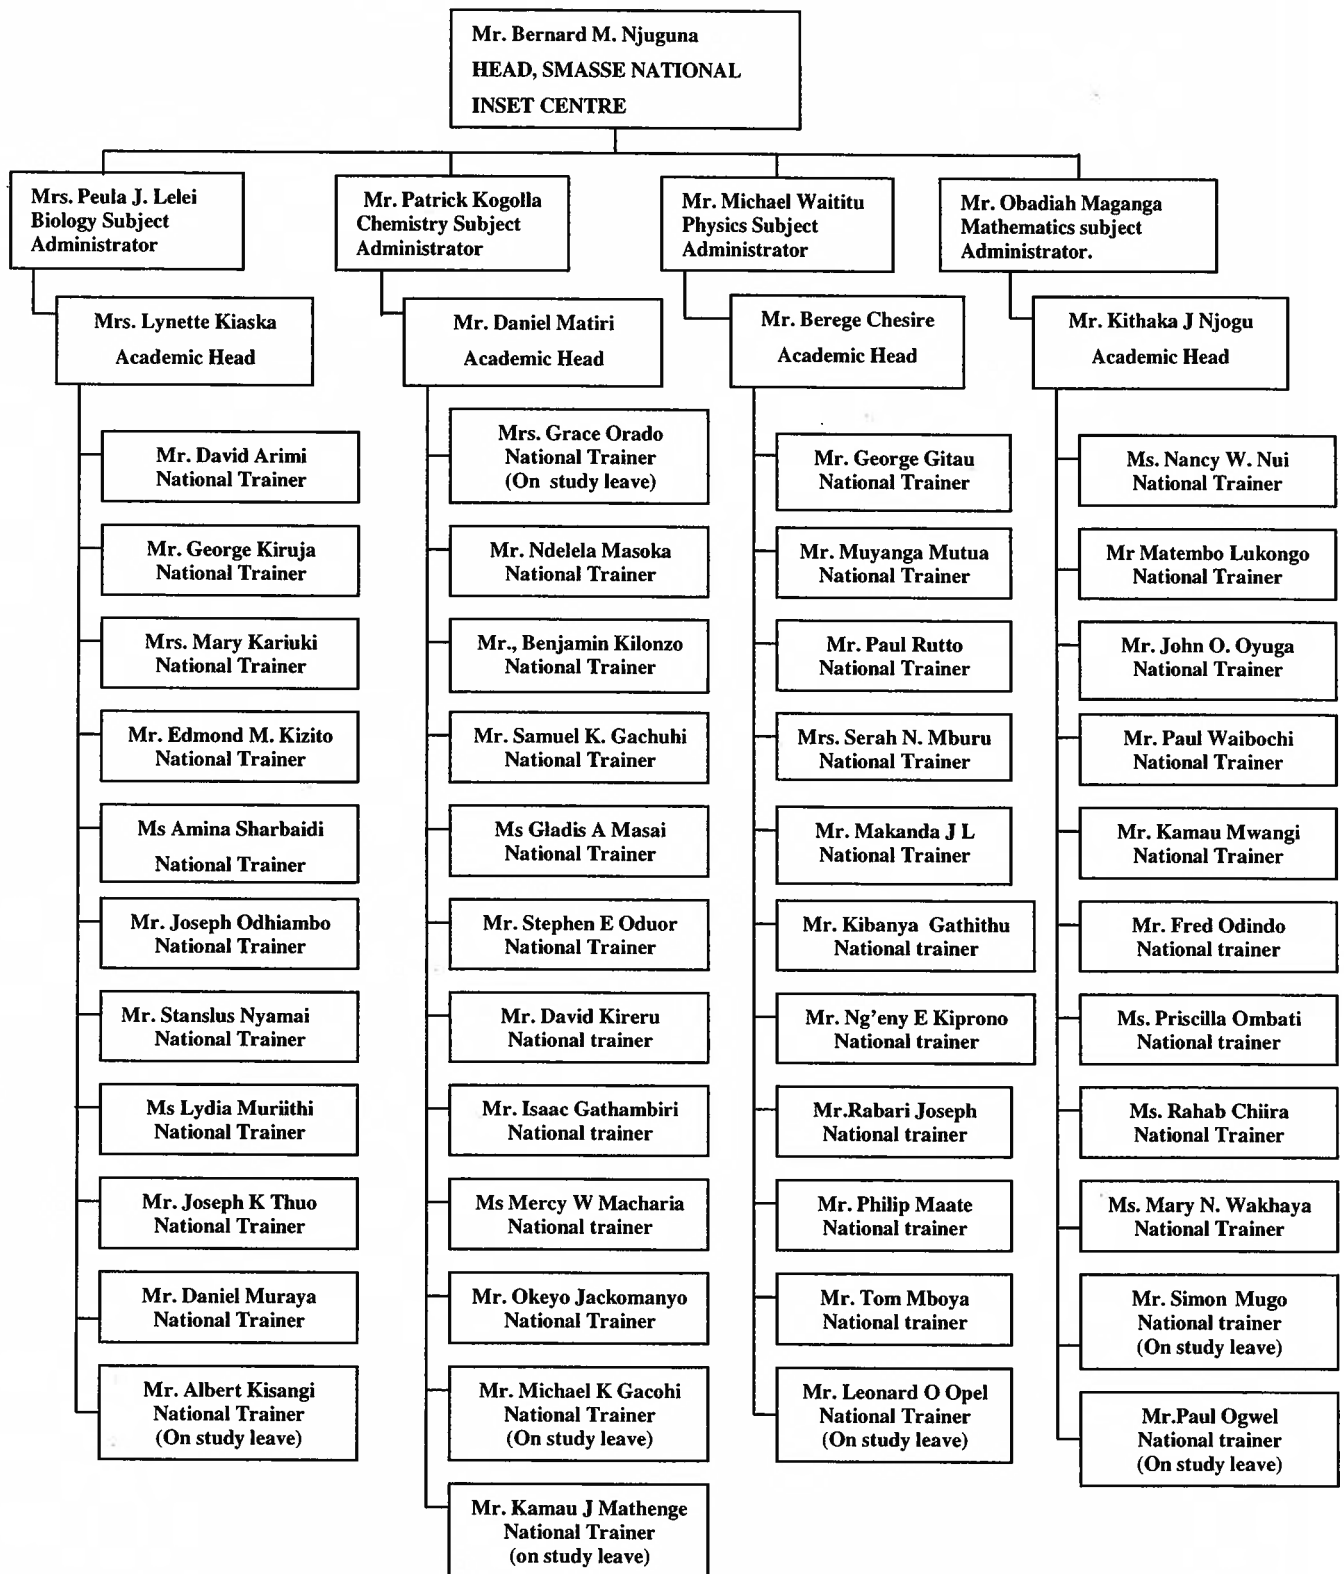 Mr. Bernard M. Njuguna
HEAD, SMASSE NATIONAL
INSET CENTRE
Mrs. Peula J. Lelei
Biology Subject
Administrator
Mr. Patrick Kogolla
Chemistry Subject
Administrator
Mr. Michael Waititu
Physics Subject
Administrator
Mr. Obadiah Maganga
Mathematics subject
Administrator.
Mrs. Lynette Kiaska
Academic Head
Mr. Daniel Matiri
Academic Head
Mr. Berege Chesire
Academic Head
Mr. Kithaka J Njogu
Academic Head
Mr. David Arimi
National Trainer
Mr. George Kiruja
National Trainer
Mrs. Mary Kariuki
National Trainer
Mr. Edmond M. Kizito
National Trainer
Ms Amina Sharbaidi
National Trainer
Mr. Joseph Odhiambo
National Trainer
Mr. Stanslus Nyamai
National Trainer
Ms Lydia Muriithi
National Trainer
Mr. Joseph K Thuo
National Trainer
Mr. Daniel Muraya
National Trainer
Mr. Albert Kisangi
National Trainer
(On study leave)
Mrs. Grace Orado
National Trainer
(On study leave)
Mr. Ndelela Masoka
National Trainer
Mr., Benjamin Kilonzo
National Trainer
Mr. Samuel K. Gachuhi
National Trainer
Ms Gladis A Masai
National Trainer
Mr. Stephen E Oduor
National Trainer
Mr. David Kireru
National trainer
Mr. Isaac Gathambiri
National trainer
Ms Mercy W Macharia
National trainer
Mr. Okeyo Jackomanyo
National Trainer
Mr. Michael K Gacohi
National Trainer
(On study leave)
Mr. Kamau J Mathenge
National Trainer
(on study leave)
Mr. George Gitau
National Trainer
Mr. Muyanga Mutua
National Trainer
Mr. Paul Rutto
National Trainer
Mrs. Serah N. Mburu
National Trainer
Mr. Makanda J L
National Trainer
Mr. Kibanya Gathithu
National trainer
Mr. Ng'eny E Kiprono
National trainer
Mr.Rabari Joseph
National trainer
Mr. Philip Maate
National trainer
Mr. Tom Mboya
National trainer
Mr. Leonard O Opel
National Trainer
(On study leave)
Ms. Nancy W. Nui
National Trainer
Mr Matembo Lukongo
National Trainer
Mr. John O. Oyuga
National Trainer
Mr. Paul Waibochi
National Trainer
Mr. Kamau Mwangi
National Trainer
Mr. Fred Odindo
National trainer
Ms. Priscilla Ombati
National trainer
Ms. Rahab Chiira
National Trainer
Ms. Mary N. Wakhaya
National Trainer
Mr. Simon Mugo
National trainer
(On study leave)
Mr.Paul Ogwel
National trainer
(On study leave)